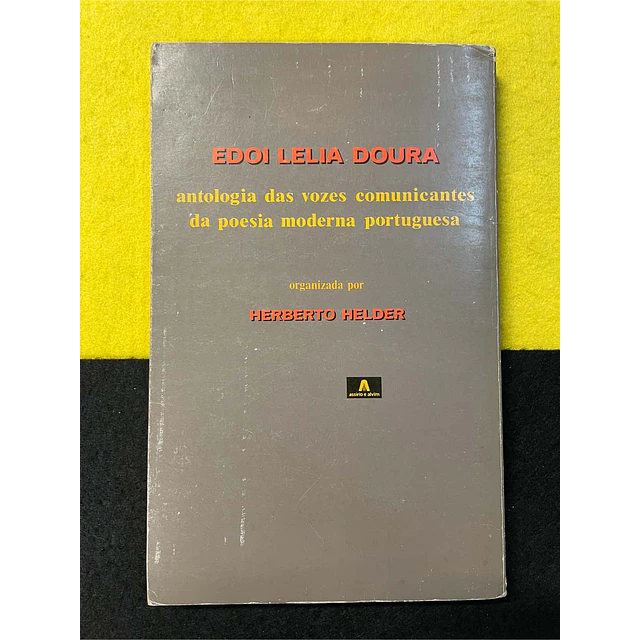 EDOI LELIA DOURA
antologia das vozes comunicantes
da poesia moderna portuguesa
organizada por
HERBERTO HELDER
assírio e alvim